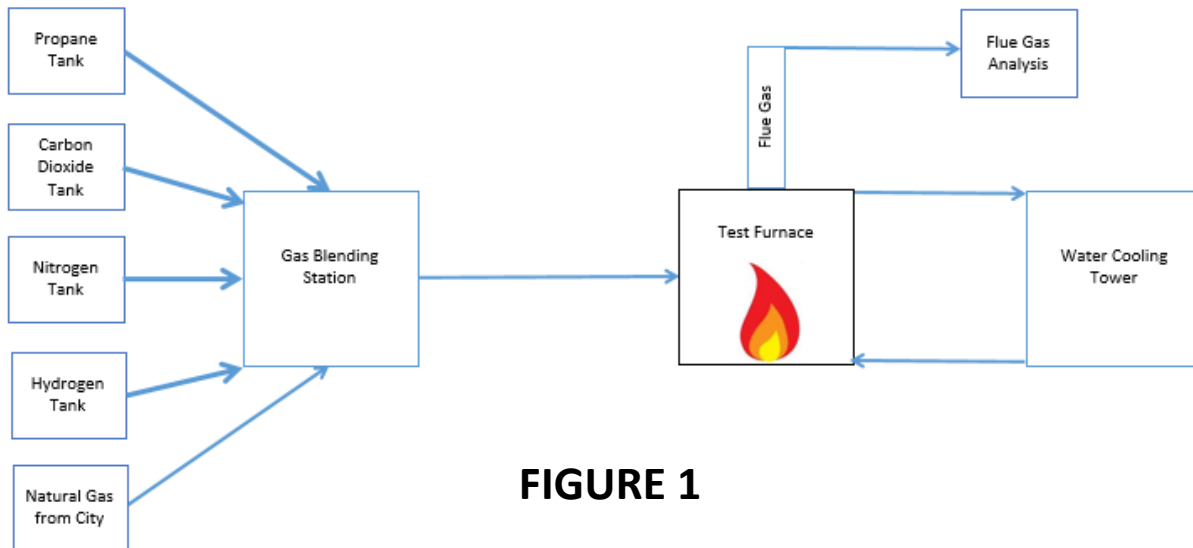 Propane
Tank
Carbon
Dioxide
Tank
Nitrogen
Tank
Hydrogen
Tank
Natural Gas
from City
Gas Blending
Station
Flue Gas
Test Furnace
Flue Gas
Analysis
Water Cooling
Tower
FIGURE 1